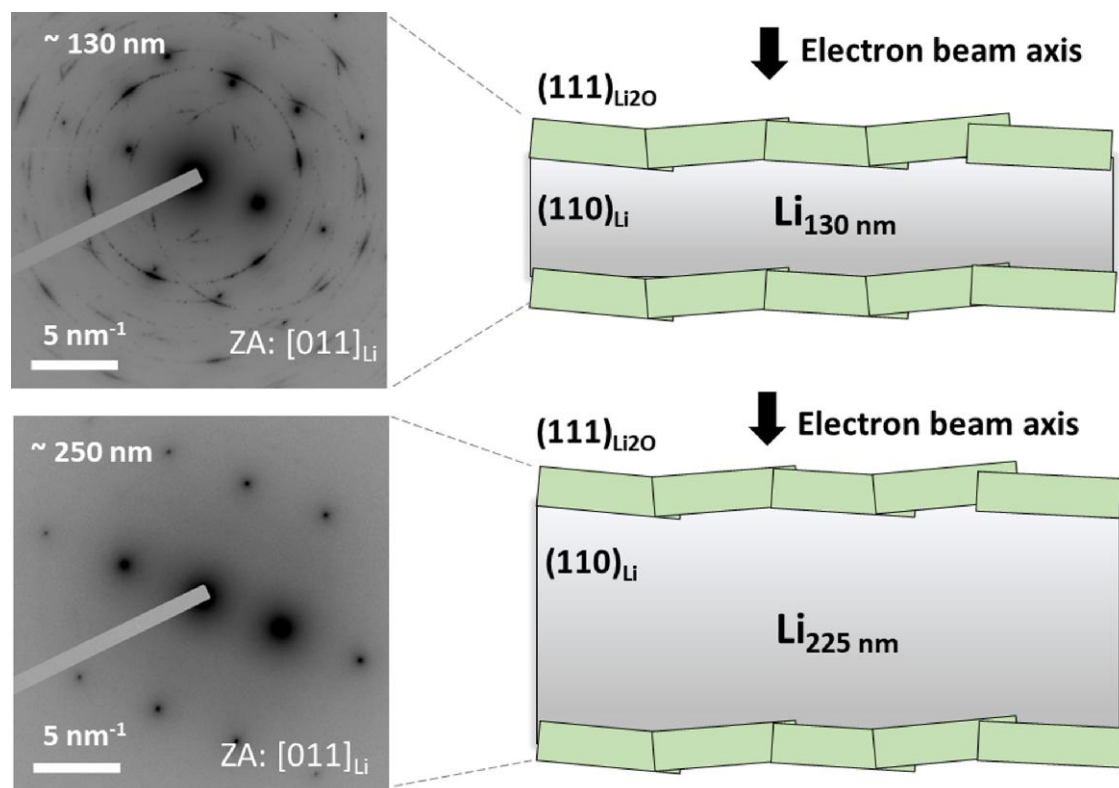 ~ 130 nm
5 nm-1
ZA: [011]Li
Electron beam axis
(111)Li2O
(110)Li
Li130 nm
~ 250 nm
5 nm-1
ZA: [011]Li
Electron beam axis
(111)Li2O
(110)Li
Li225 nm